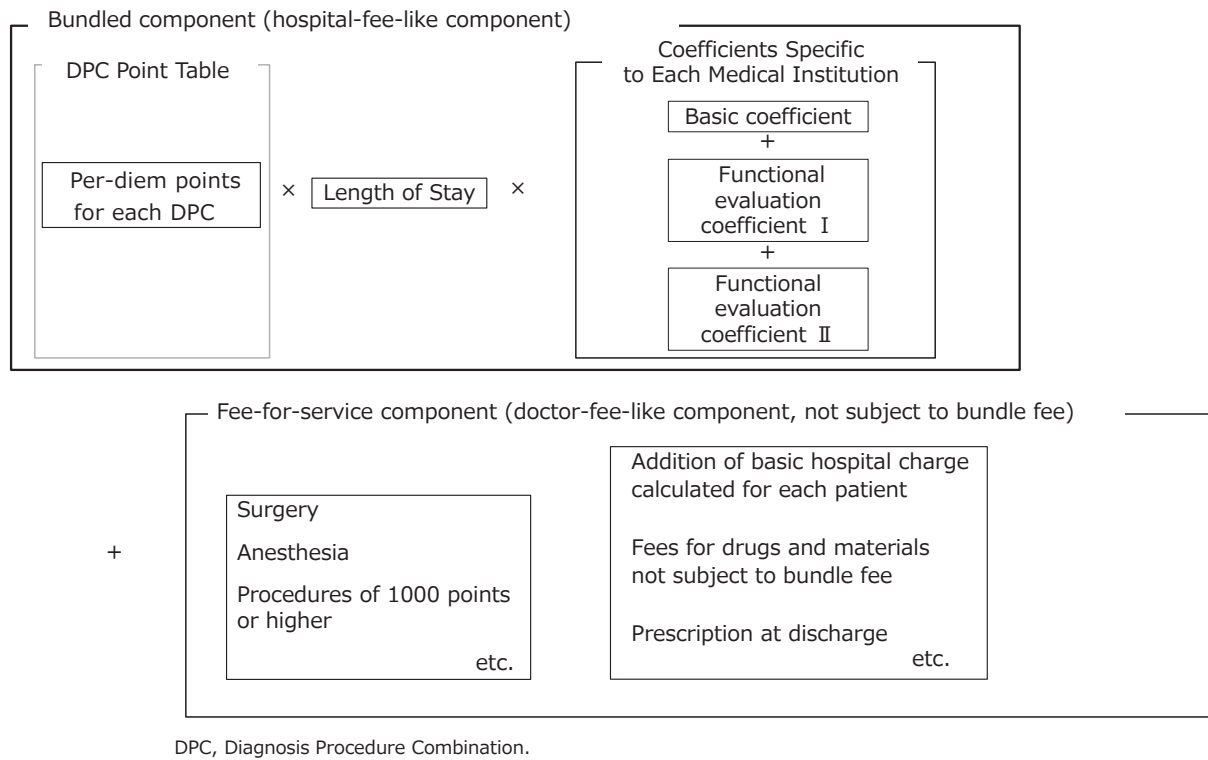 Bundled component (hospital-fee-like component)
DPC Point Table
Per-diem points
for each DPC
×
Length of Stay
×
Coefficients Specific
to Each Medical Institution
Basic coefficient
+
Functional
evaluation
coefficient Ⅰ
+
Functional
evaluation
coefficient Ⅱ
+
Fee-for-service component (doctor-fee-like component, not subject to bundle fee)
Surgery
Anesthesia
Procedures of 1000 points
or higher
etc.
Addition of basic hospital charge
calculated for each patient
Fees for drugs and materials
not subject to bundle fee
Prescription at discharge
etc.
DPC, Diagnosis Procedure Combination.